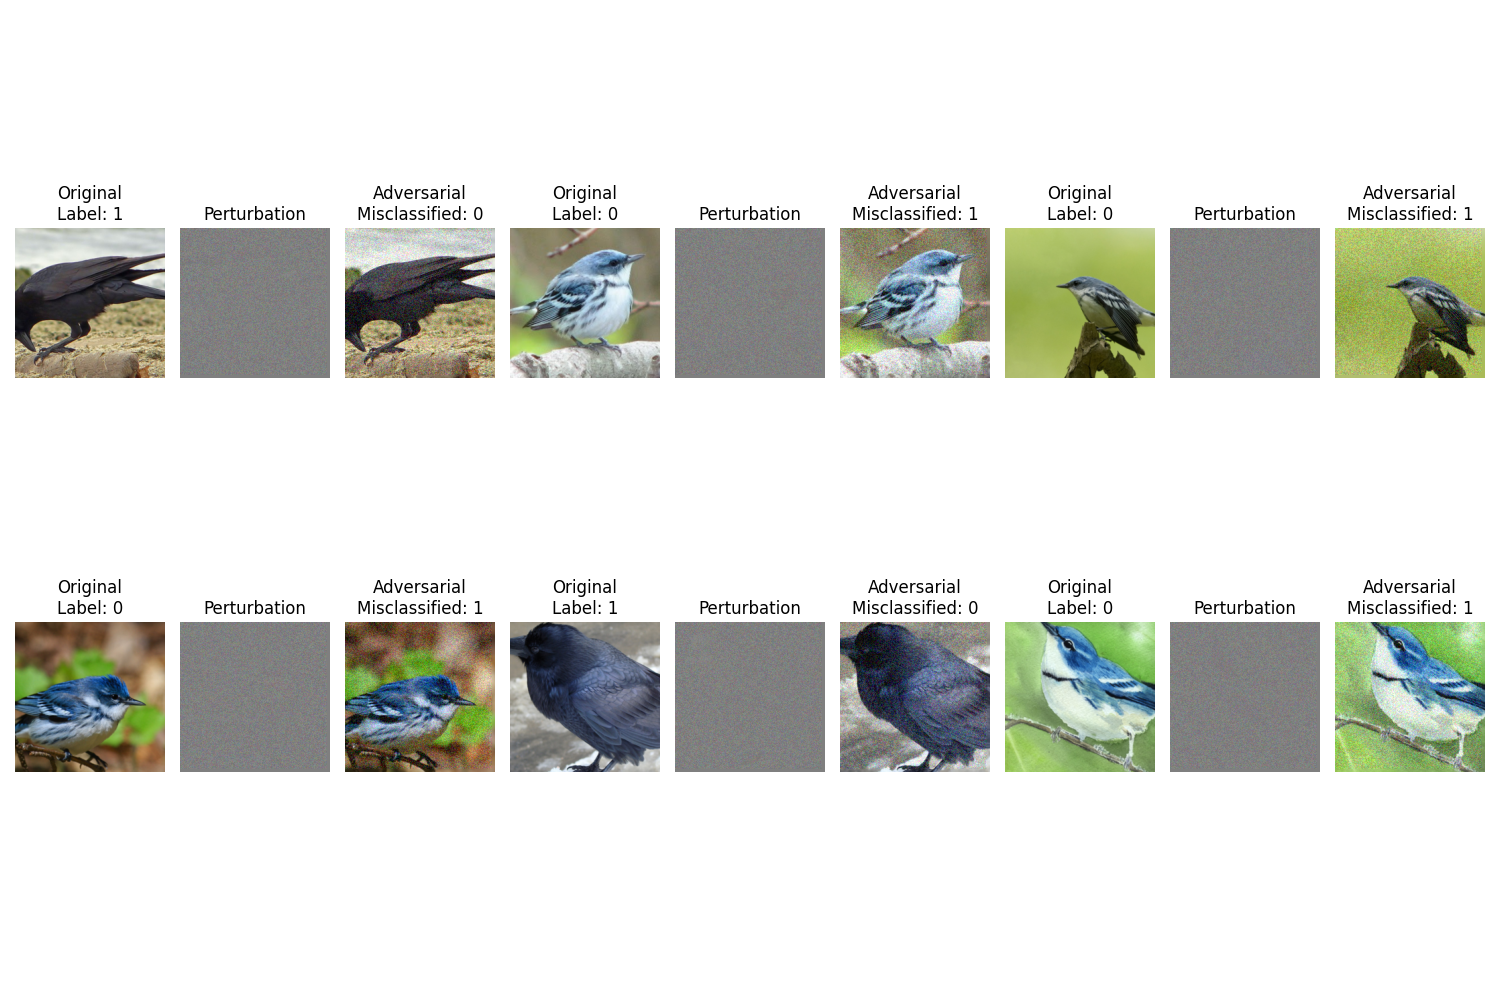 Original
Label: 1
Perturbation
Adversarial
Misclassified: 0
Original
Label: 0
Perturbation
Adversarial
Misclassified: 1
Original
Label: 0
Perturbation
Adversarial
Misclassified: 1
Original
Label: 0
Perturbation
Adversarial
Misclassified: 1
Original
Label: 1
Perturbation
Adversarial
Misclassified: 0
Original
Label: 0
Perturbation
Adversarial
Misclassified: 1